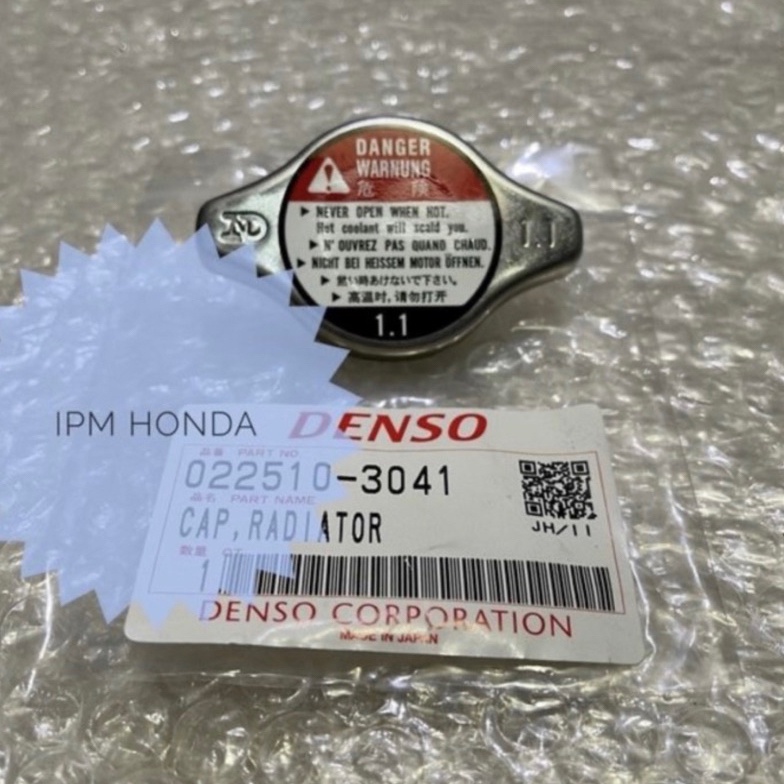 DANGER
WARNUNG
危 険
▶ NEVER OPEN WHEN HOT.
Hot coolant will scald you.
▶ N'OUVREZ PAS QUAND CHAUD.
▶ NICHT BEI HEISSEM MOTOR ÖFFNEN.
▶ 熱い時あけないで下さい。
▶ 高温时, 请勿打开
1.1
1.1
IPM HONDA
DENSO
品番 PART NO
022510-3041
品名 PART NAME
CAP, RADIATOR
JH/11
数量
1
DENSO CORPORATION
MADE IN JAPAN